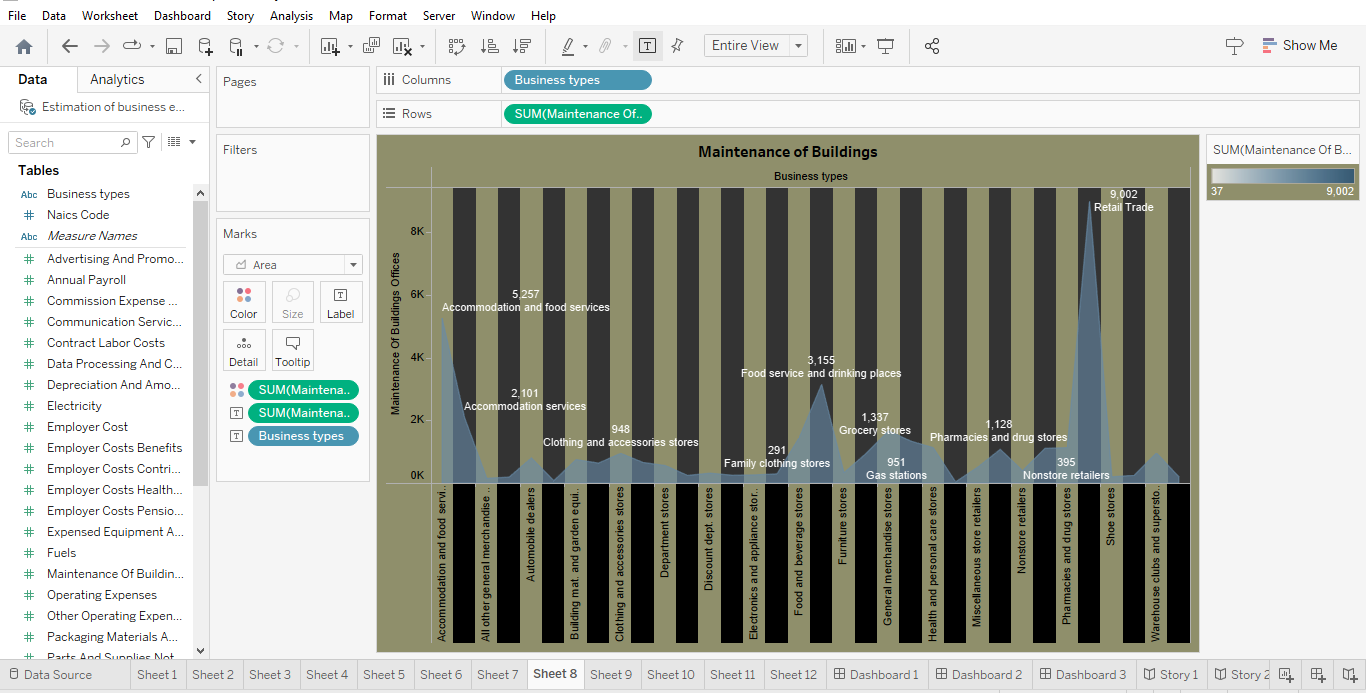 File Data Worksheet Dashboard Story Analysis Map Format Server Window Help
Entire View
Show Me
Data Analytics
Estimation of business e...
Search
Tables
Abc Business types
Naics Code
Abc Measure Names
Advertising And Promo...
Annual Payroll
Commission Expense ...
Communication Servic...
Contract Labor Costs
Data Processing And C...
Depreciation And Amo...
Electricity
Employer Cost
Employer Costs Benefits
Employer Costs Contri...
Employer Costs Health...
Employer Costs Pensio...
Expensed Equipment A...
Fuels
Maintenance Of Buildin...
Operating Expenses
Other Operating Expen...
Packaging Materials A...
Parts And Supplies Not
Pages
Filters
Marks
Area
Color Size Label
Detail Tooltip
SUM(Maintena..
SUM(Maintena..
Business types
Columns Business types
Rows SUM(Maintenance Of..
Maintenance of Buildings
Business types
Maintenance Of Buildings Offices
8K
6K
4K
2K
0K
9,002
Retail Trade
5,257
Accommodation and food services
3,155
Food service and drinking places
2,101
Accommodation services
1,337
Grocery stores
948
Clothing and accessories stores
1,128
Pharmacies and drug stores
291
Family clothing stores
951
Gas stations
395
Nonstore retailers
Accommodation and food servi..
All other general merchandise ..
Automobile dealers
Building mat. and garden equi..
Clothing and accessories stores
Department stores
Discount dept. stores
Electronics and appliance stor..
Food and beverage stores
Furniture stores
General merchandise stores
Health and personal care stores
Miscellaneous store retailers
Nonstore retailers
Pharmacies and drug stores
Shoe stores
Warehouse clubs and supersto..
SUM(Maintenance Of B...
37 9,002
Data Source Sheet 1 Sheet 2 Sheet 3 Sheet 4 Sheet 5 Sheet 6 Sheet 7 Sheet 8 Sheet 9 Sheet 10 Sheet 11 Sheet 12 Dashboard 1 Dashboard 2 Dashboard 3 Story 1 Story 2